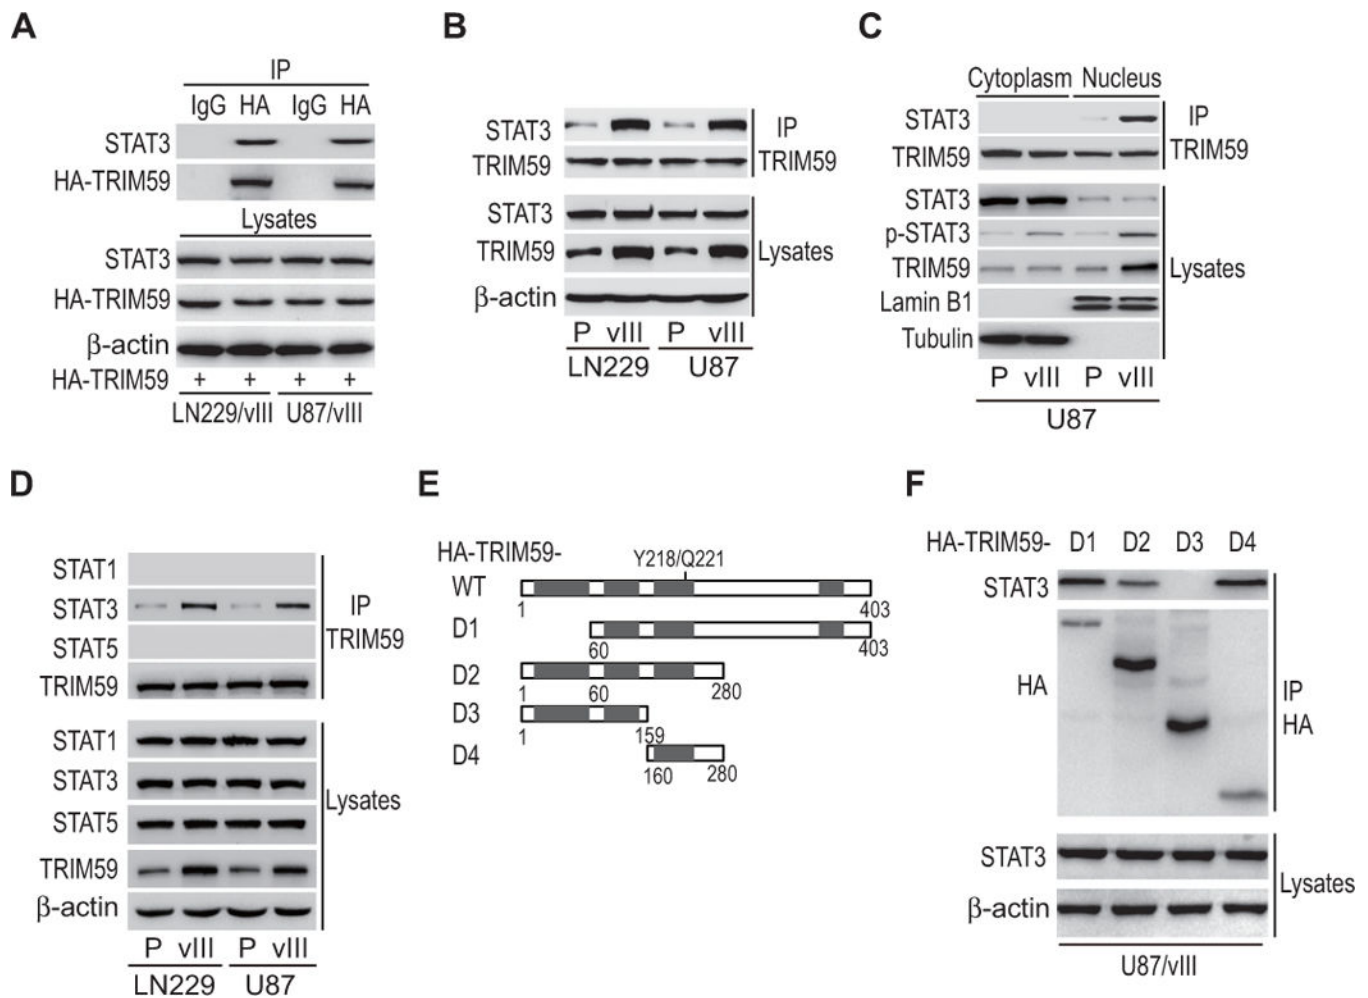 A
IP
IgG HA IgG HA
STAT3
HA-TRIM59
Lysates
STAT3
HA-TRIM59
β-actin
HA-TRIM59 + + + +
LN229/vIII U87/vIII
B
STAT3
TRIM59
IP
TRIM59
STAT3
TRIM59
β-actin
Lysates
P vIII P vIII
LN229 U87
C
Cytoplasm Nucleus
STAT3
TRIM59
IP
TRIM59
STAT3
p-STAT3
TRIM59
Lamin B1
Tubulin
Lysates
P vIII P vIII
U87
D
STAT1
STAT3
STAT5
TRIM59
IP
TRIM59
STAT1
STAT3
STAT5
TRIM59
β-actin
Lysates
P vIII P vIII
LN229 U87
E
HA-TRIM59-
Y218/Q221
WT
1 403
D1
60 403
D2
1 60 280
D3
1 159
D4
160 280
F
HA-TRIM59- D1 D2 D3 D4
STAT3
HA
IP
HA
STAT3
β-actin
Lysates
U87/vIII